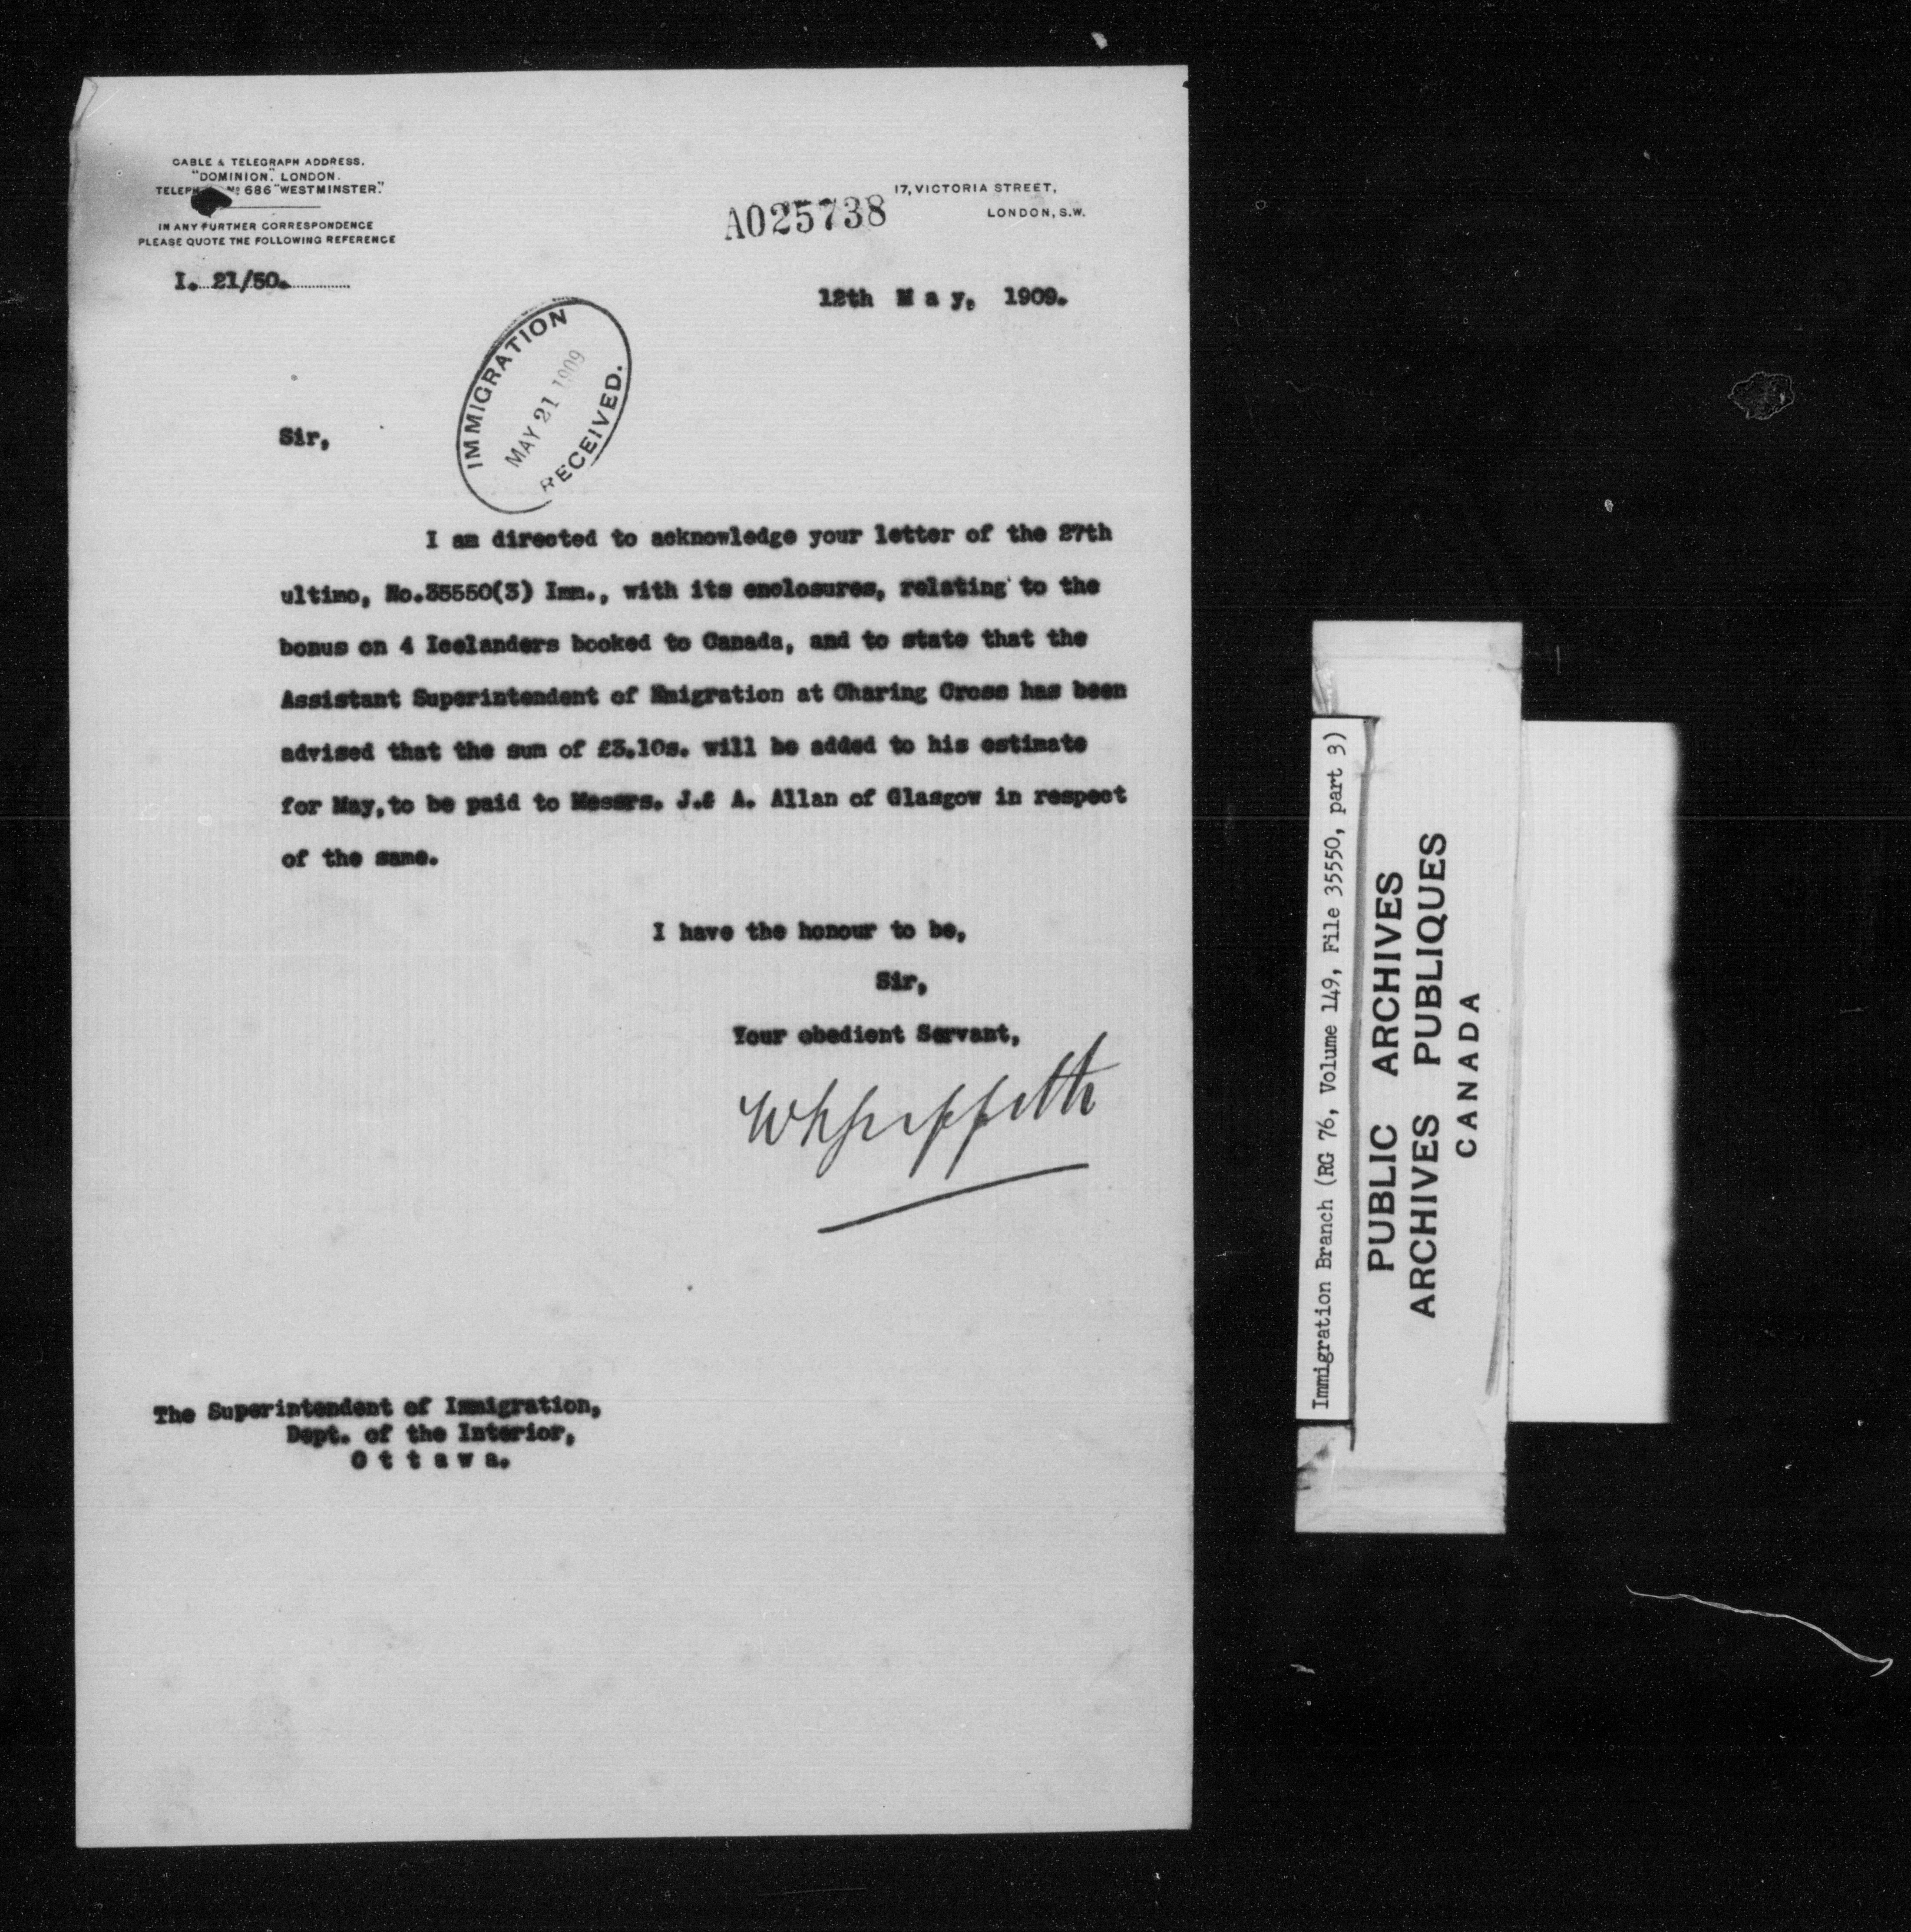 CABLE & TELEGRAPH ADDRESS.
"DOMINION", LONDON.
TELEPH Nº 686 "WESTMINSTER."
IN ANY FURTHER CORRESPONDENCE
PLEASE QUOTE THE FOLLOWING REFERENCE
I. 21/50.
A025738
17, VICTORIA STREET,
LONDON, S.W.
12th M a y, 1909.
IMMIGRATION
MAY 21 1909
RECEIVED.
Sir,
I am directed to acknowledge your letter of the 27th
ultimo, No.35550(3) Imm., with its enclosures, relating to the
bonus on 4 Icelanders booked to Canada, and to state that the
Assistant Superintendent of Emigration at Charing Cross has been
advised that the sum of £3.10s. will be added to his estimate
for May, to be paid to Messrs. J.& A. Allan of Glasgow in respect
of the same.
I have the honour to be,
Sir,
Your obedient Servant,
W L Griffith
The Superintendent of Immigration,
Dept. of the Interior,
O t t a w a.
Immigration Branch (RG 76, Volume 149, File 35550, part 3)
PUBLIC ARCHIVES
ARCHIVES PUBLIQUES
CANADA